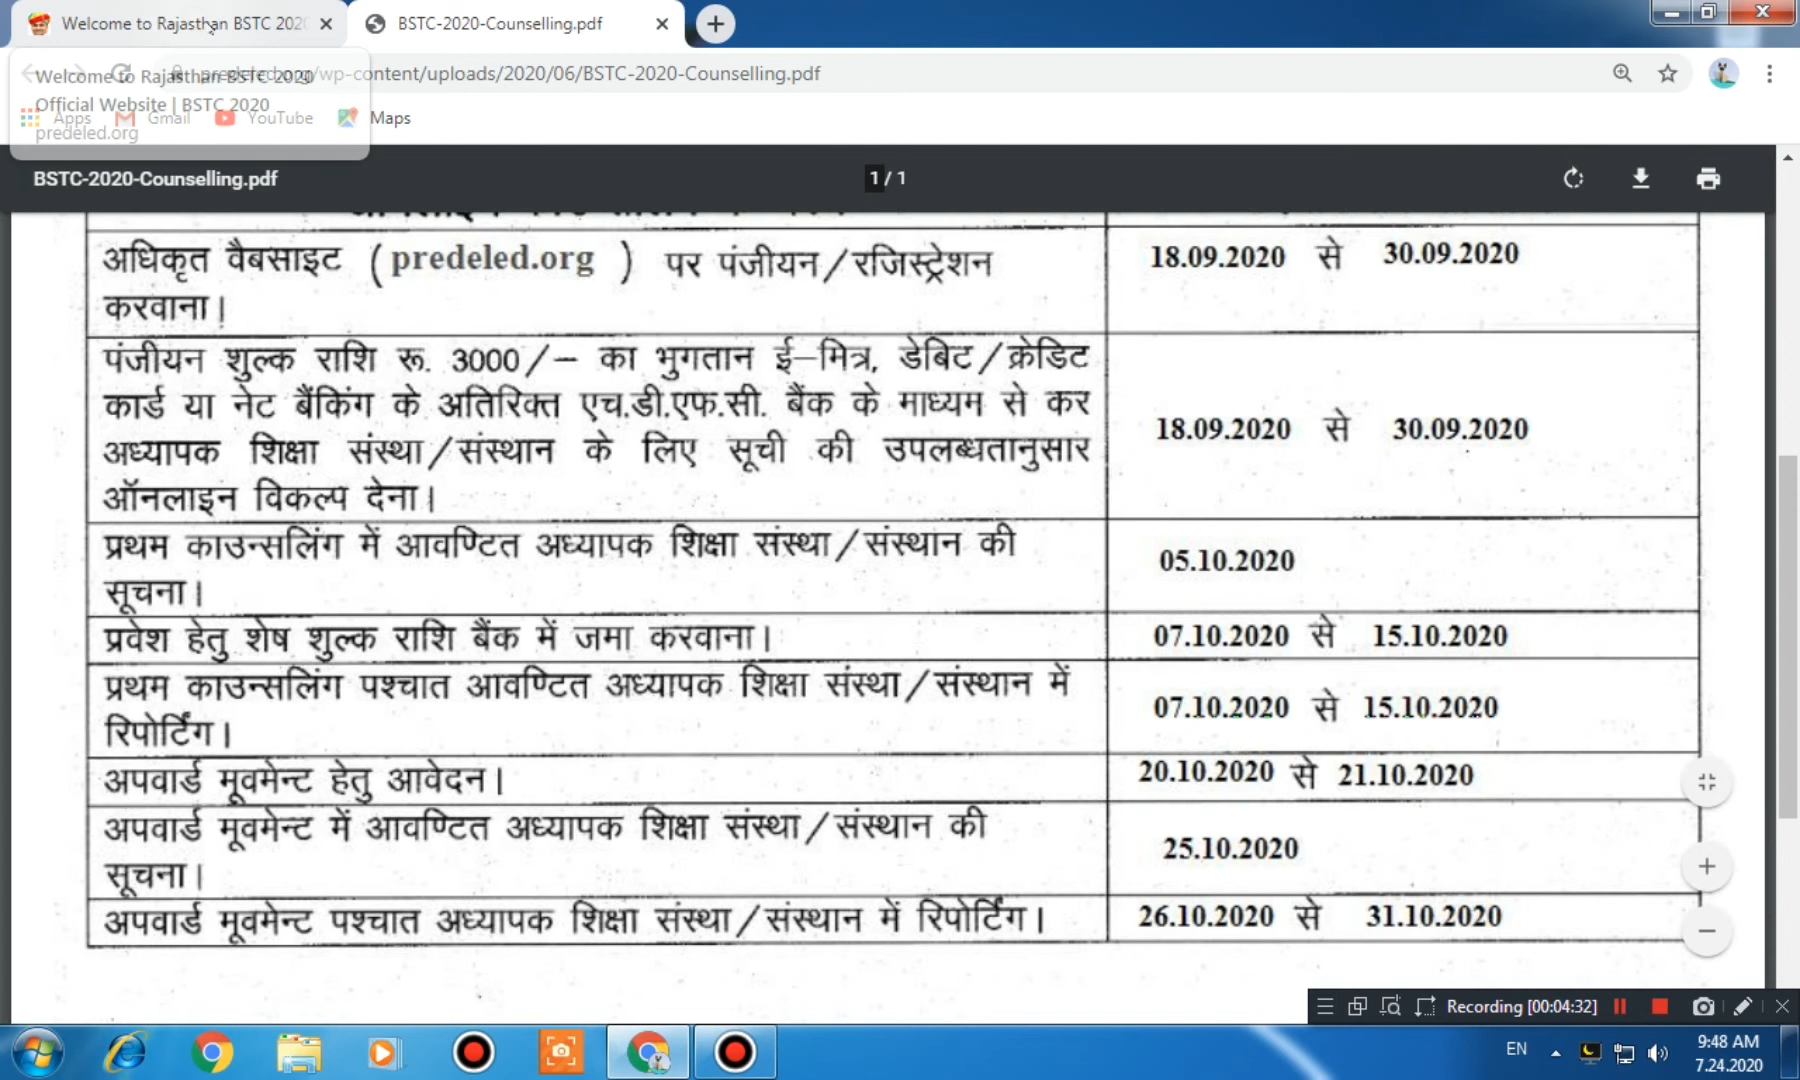 Welcome to Rajasthan BSTC 202
BSTC-2020-Counselling.pdf
Welcome to Rajasthan BSTC 2020
Official Website | BSTC 2020
predeled.org
predeled.org/wp-content/uploads/2020/06/BSTC-2020-Counselling.pdf
Apps Gmail YouTube Maps
BSTC-2020-Counselling.pdf 1 / 1
अधिकृत वैबसाइट ( predeled.org ) पर पंजीयन/रजिस्ट्रेशन
करवाना।
18.09.2020 से 30.09.2020
पंजीयन शुल्क राशि रू. 3000/– का भुगतान ई–मित्र, डेबिट/क्रेडिट
कार्ड या नेट बैंकिंग के अतिरिक्त एच.डी.एफ.सी. बैंक के माध्यम से कर
अध्यापक शिक्षा संस्था/संस्थान के लिए सूची की उपलब्धतानुसार
ऑनलाइन विकल्प देना।
18.09.2020 से 30.09.2020
प्रथम काउन्सलिंग में आवण्टित अध्यापक शिक्षा संस्था/संस्थान की
सूचना।
05.10.2020
प्रवेश हेतु शेष शुल्क राशि बैंक में जमा करवाना।
07.10.2020 से 15.10.2020
प्रथम काउन्सलिंग पश्चात आवण्टित अध्यापक शिक्षा संस्था/संस्थान में
रिपोर्टिंग।
07.10.2020 से 15.10.2020
अपवार्ड मूवमेन्ट हेतु आवेदन।
20.10.2020 से 21.10.2020
अपवार्ड मूवमेन्ट में आवण्टित अध्यापक शिक्षा संस्था/संस्थान की
सूचना।
25.10.2020
अपवार्ड मूवमेन्ट पश्चात अध्यापक शिक्षा संस्था/संस्थान में रिपोर्टिंग।
26.10.2020 से 31.10.2020
Recording [00:04:32]
EN
9:48 AM
7.24.2020